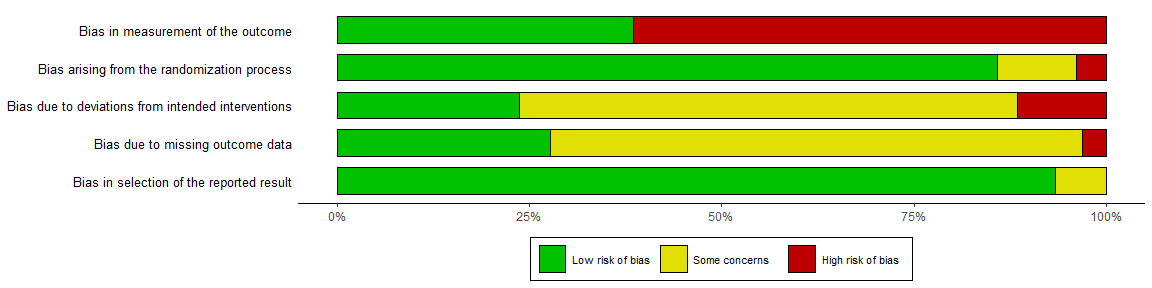 Bias in measurement of the outcome
Bias arising from the randomization process
Bias due to deviations from intended interventions
Bias due to missing outcome data
Bias in selection of the reported result
0% 25% 50% 75% 100%
Low risk of bias Some concerns High risk of bias